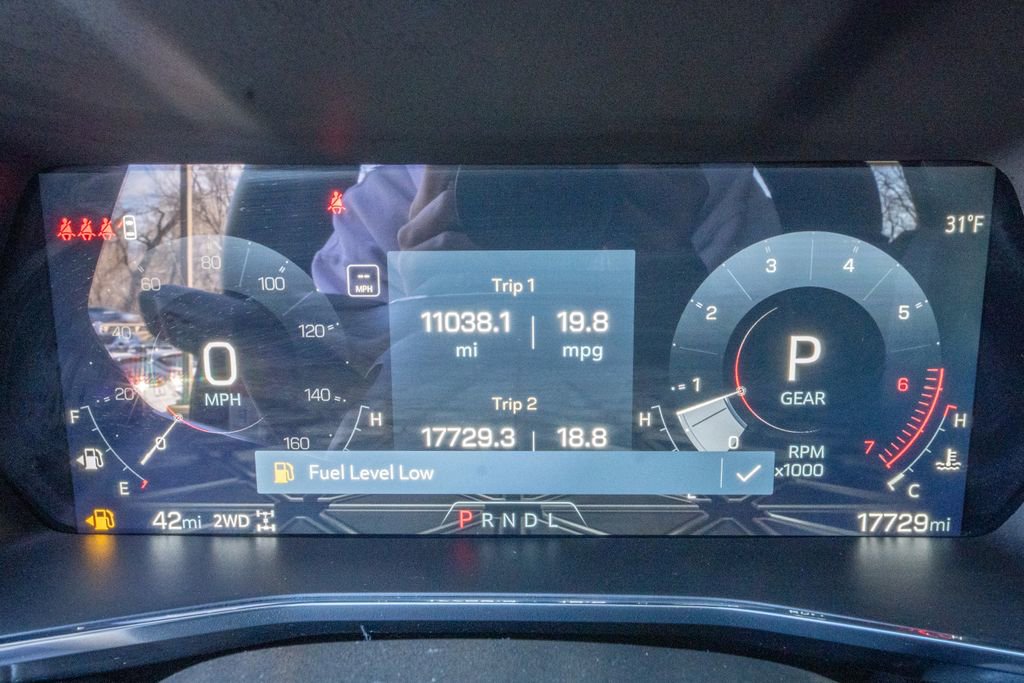 31°F
80
60
100
--
MPH
Trip 1
3
4
40
120
11038.1
19.8
2
5
mi
mpg
0
P
MPH
GEAR
20
140
Trip 2
1
6
F
H
H
H
0
160
17729.3
18.8
0
7
RPM
x1000
Fuel Level Low
E
C
42mi
2WD
PRNDL
17729mi